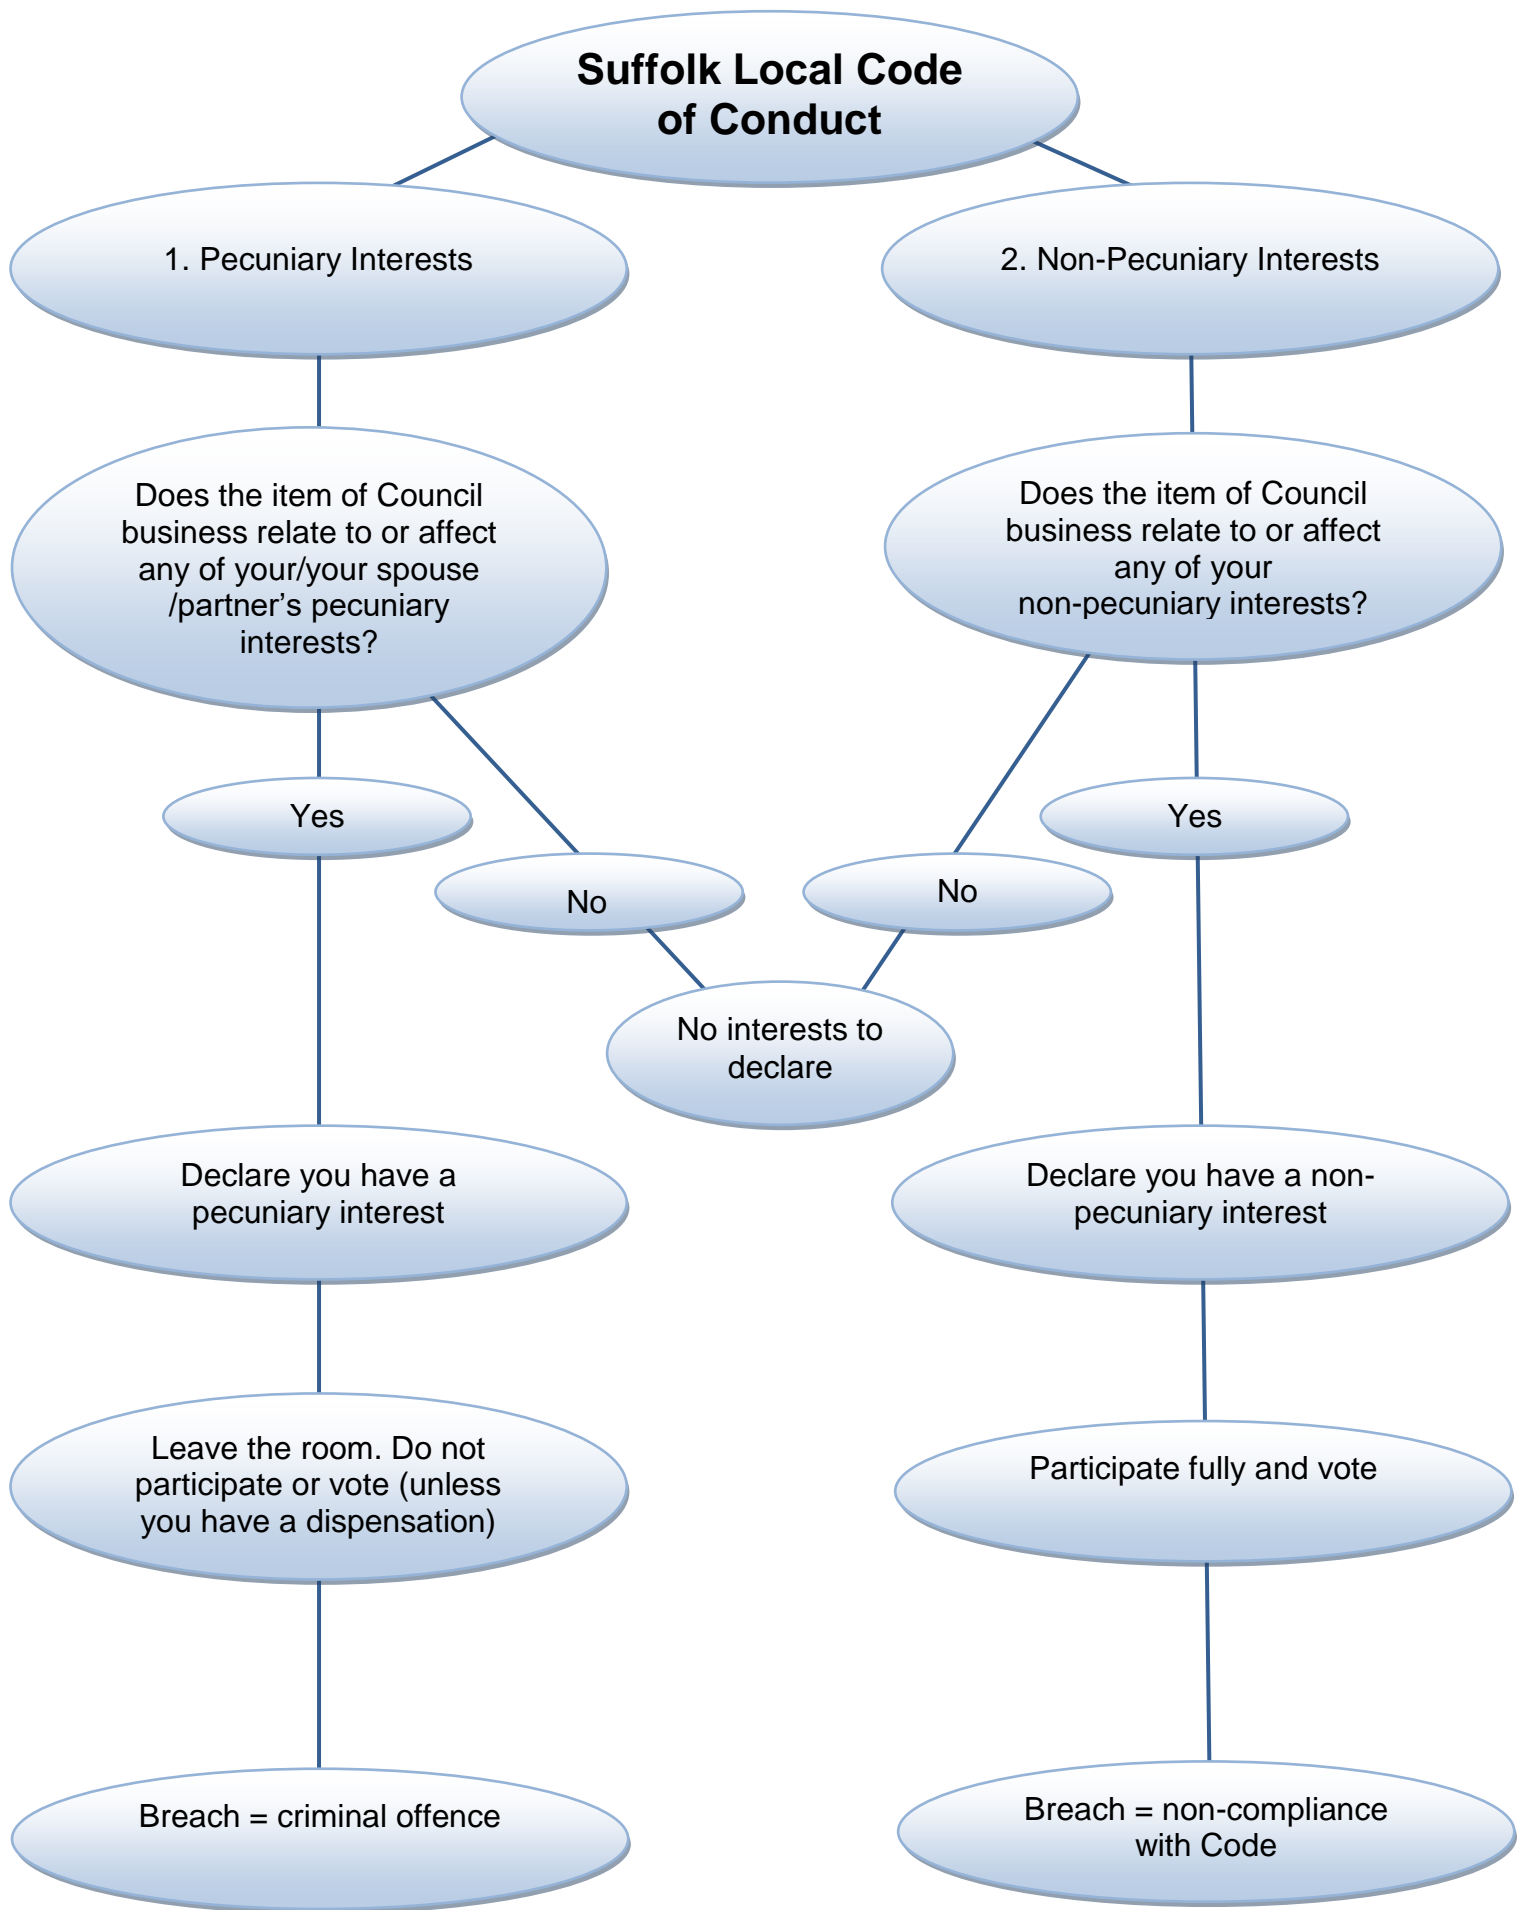 Suffolk Local Code
of Conduct
1. Pecuniary Interests
2. Non-Pecuniary Interests
Does the item of Council
business relate to or affect
any of your/your spouse
/partner’s pecuniary
interests?
Does the item of Council
business relate to or affect
any of your
non-pecuniary interests?
Yes
No
No
Yes
No interests to
declare
Declare you have a
pecuniary interest
Declare you have a non-
pecuniary interest
Leave the room. Do not
participate or vote (unless
you have a dispensation)
Participate fully and vote
Breach = criminal offence
Breach = non-compliance
with Code